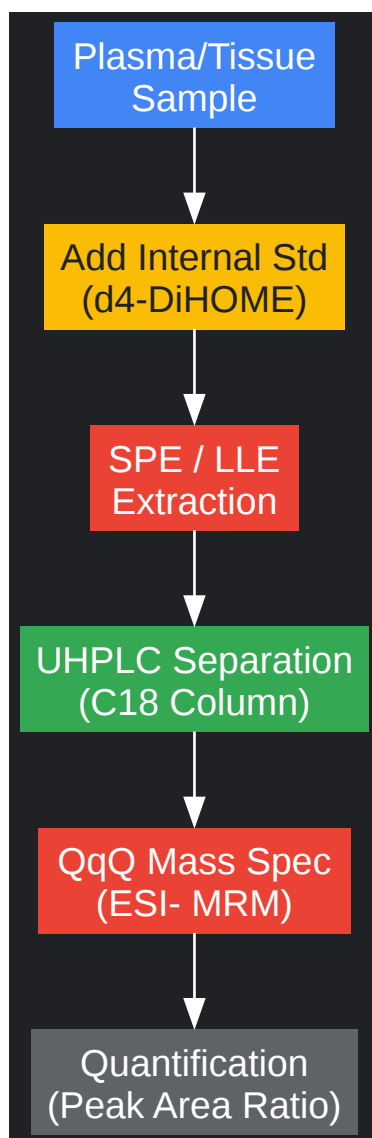 Plasma/Tissue
Sample
Add Internal Std
(d4-DiHOME)
SPE / LLE
Extraction
UHPLC Separation
(C18 Column)
QqQ Mass Spec
(ESI- MRM)
Quantification
(Peak Area Ratio)